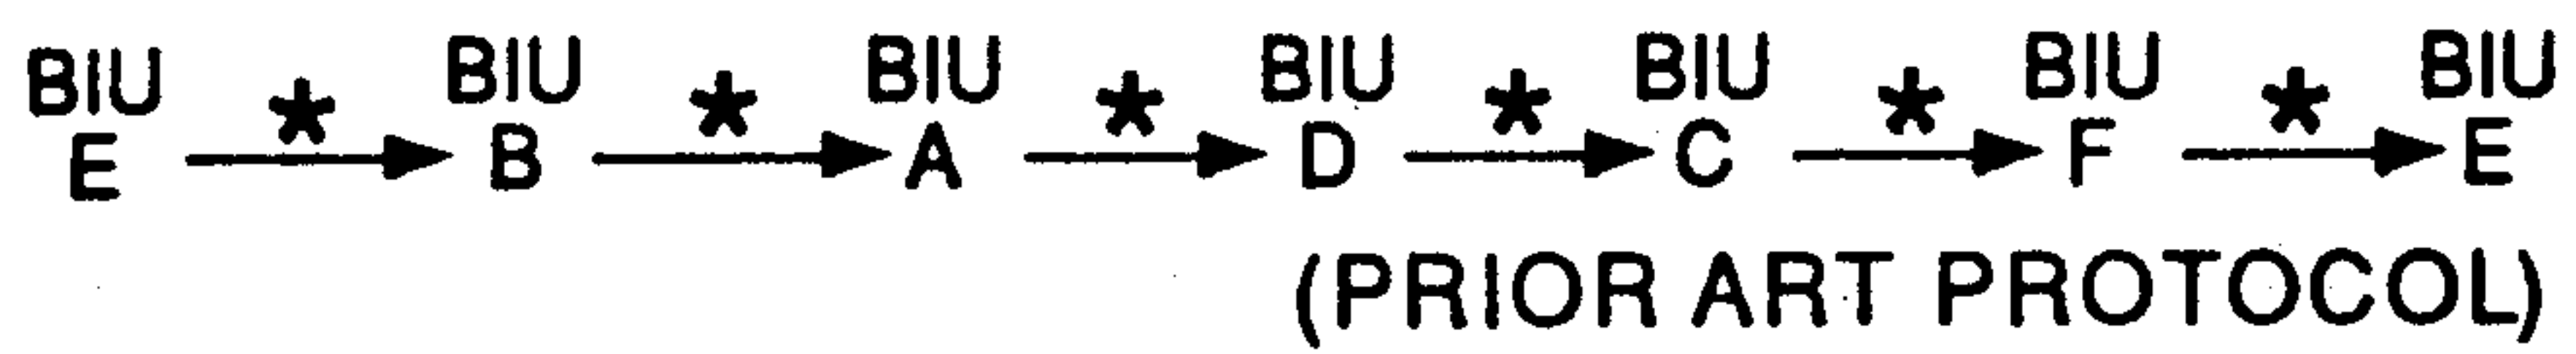 BIU BIU BIU BIU BIU BIU BIU
* * * * * *
E B A D C F E
(PRIOR ART PROTOCOL)